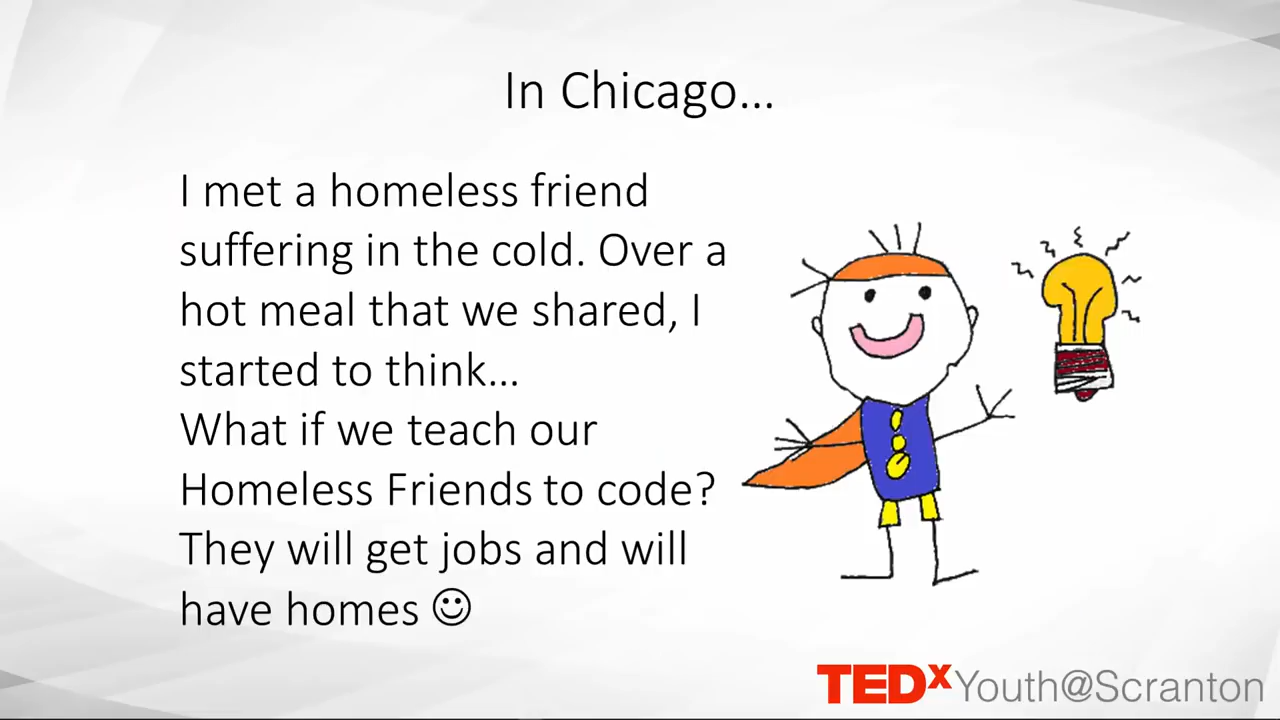 In Chicago...
I met a homeless friend
suffering in the cold. Over a
hot meal that we shared, I
started to think...
What if we teach our
Homeless Friends to code?
They will get jobs and will
have homes ☺
TEDxYouth@Scranton